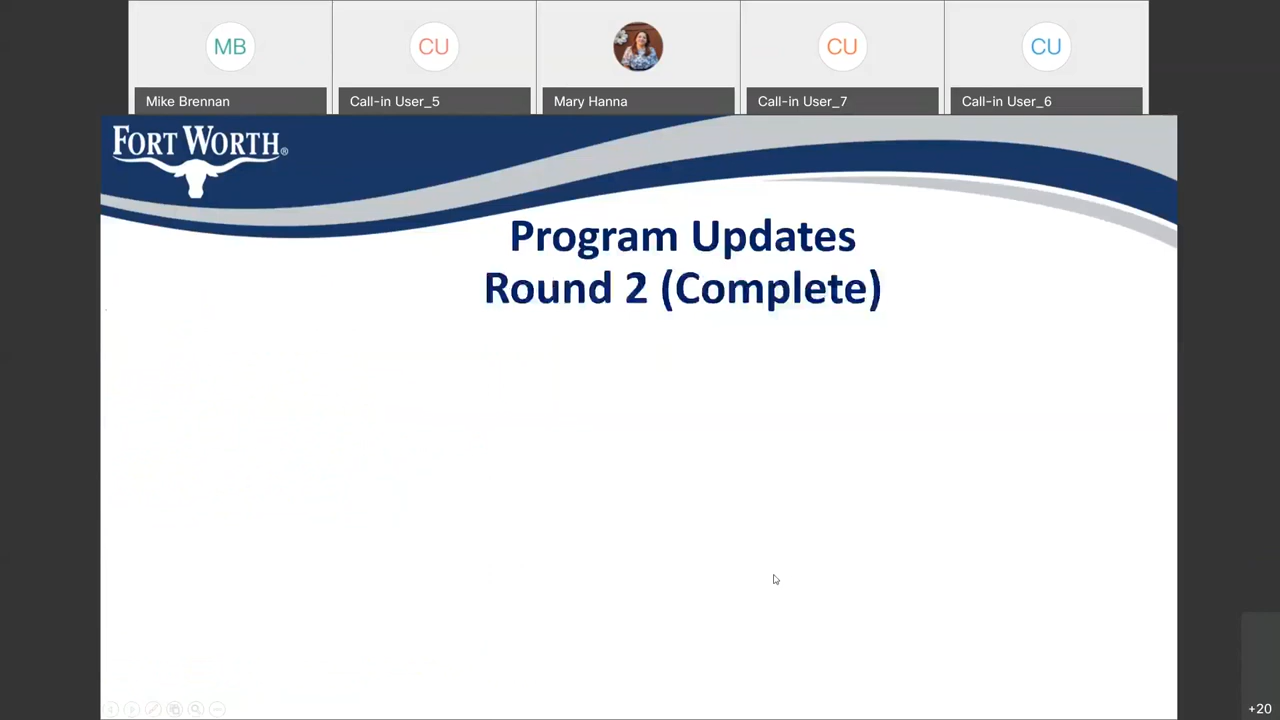 MB
CU
CU
CU
Mike Brennan
Call-in User_5
Mary Hanna
Call-in User_7
Call-in User_6
FORT WORTH®
Program Updates
Round 2 (Complete)
+20